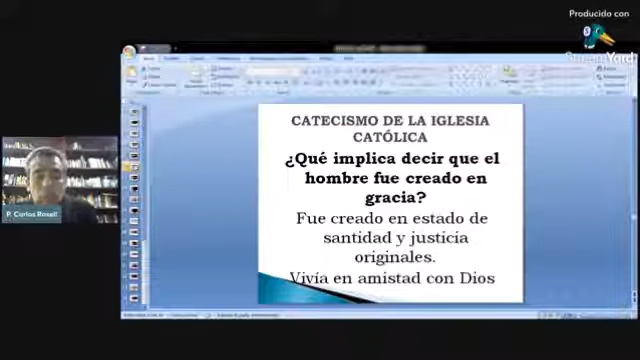 Producido con
StreamYard
CATECISMO DE LA IGLESIA
CATÓLICA
¿Qué implica decir que el
hombre fue creado en
gracia?
Fue creado en estado de
santidad y justicia
originales.
Vivía en amistad con Dios
P. Carlos Rosell